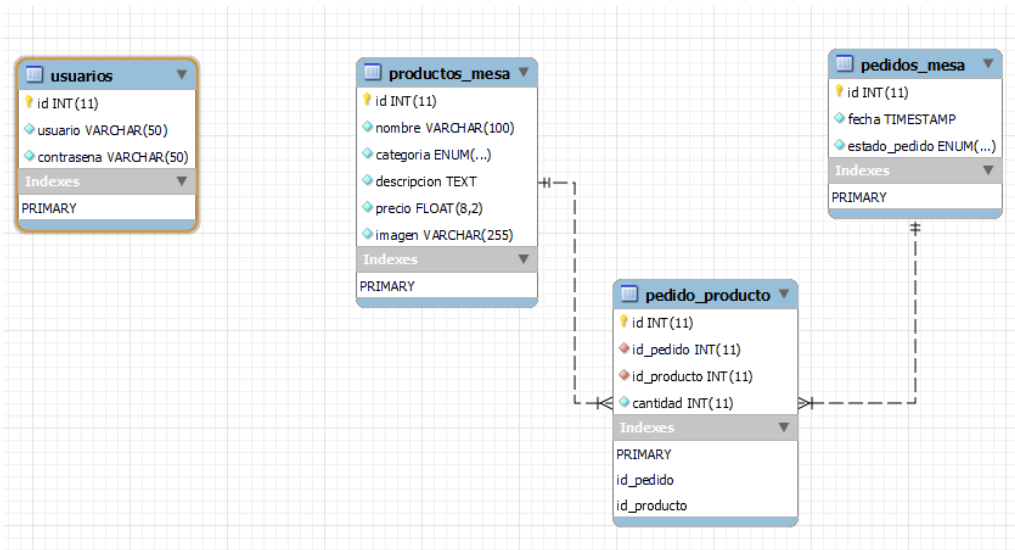 usuarios
id INT(11)
usuario VARCHAR(50)
contrasena VARCHAR(50)
Indexes
PRIMARY
productos_mesa
id INT(11)
nombre VARCHAR(100)
categoria ENUM(...)
descripcion TEXT
precio FLOAT(8,2)
imagen VARCHAR(255)
Indexes
PRIMARY
pedidos_mesa
id INT(11)
fecha TIMESTAMP
estado_pedido ENUM(...)
Indexes
PRIMARY
pedido_producto
id INT(11)
id_pedido INT(11)
id_producto INT(11)
cantidad INT(11)
Indexes
PRIMARY
id_pedido
id_producto